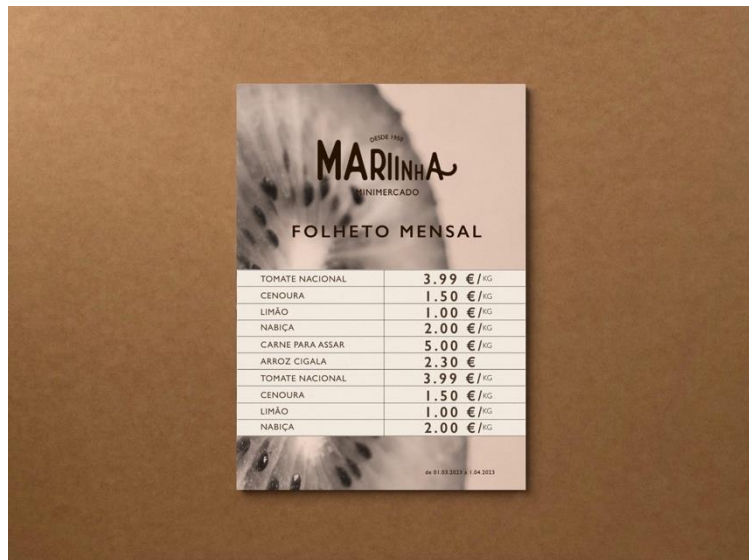 DESDE 1950
MARIINHA
MINIMERCADO
FOLHETO MENSAL
TOMATE NACIONAL 3.99 €/KG
CENOURA 1.50 €/KG
LIMÃO 1.00 €/KG
NABIÇA 2.00 €/KG
CARNE PARA ASSAR 5.00 €/KG
ARROZ CIGALA 2.30 €
TOMATE NACIONAL 3.99 €/KG
CENOURA 1.50 €/KG
LIMÃO 1.00 €/KG
NABIÇA 2.00 €/KG
de 01.03.2023 à 1.04.2023